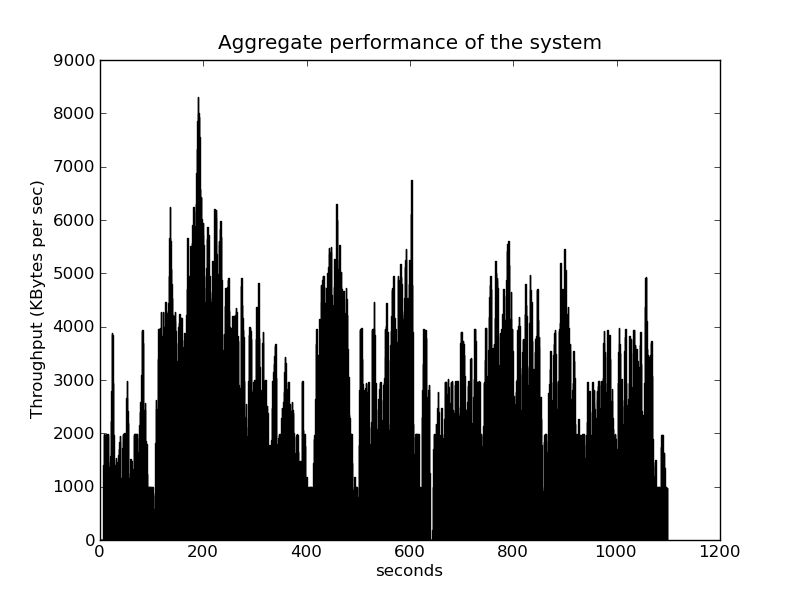 Aggregate performance of the system
9000
8000
7000
6000
5000
4000
3000
2000
1000
0
Throughput (KBytes per sec)
0 200 400 600 800 1000 1200
seconds